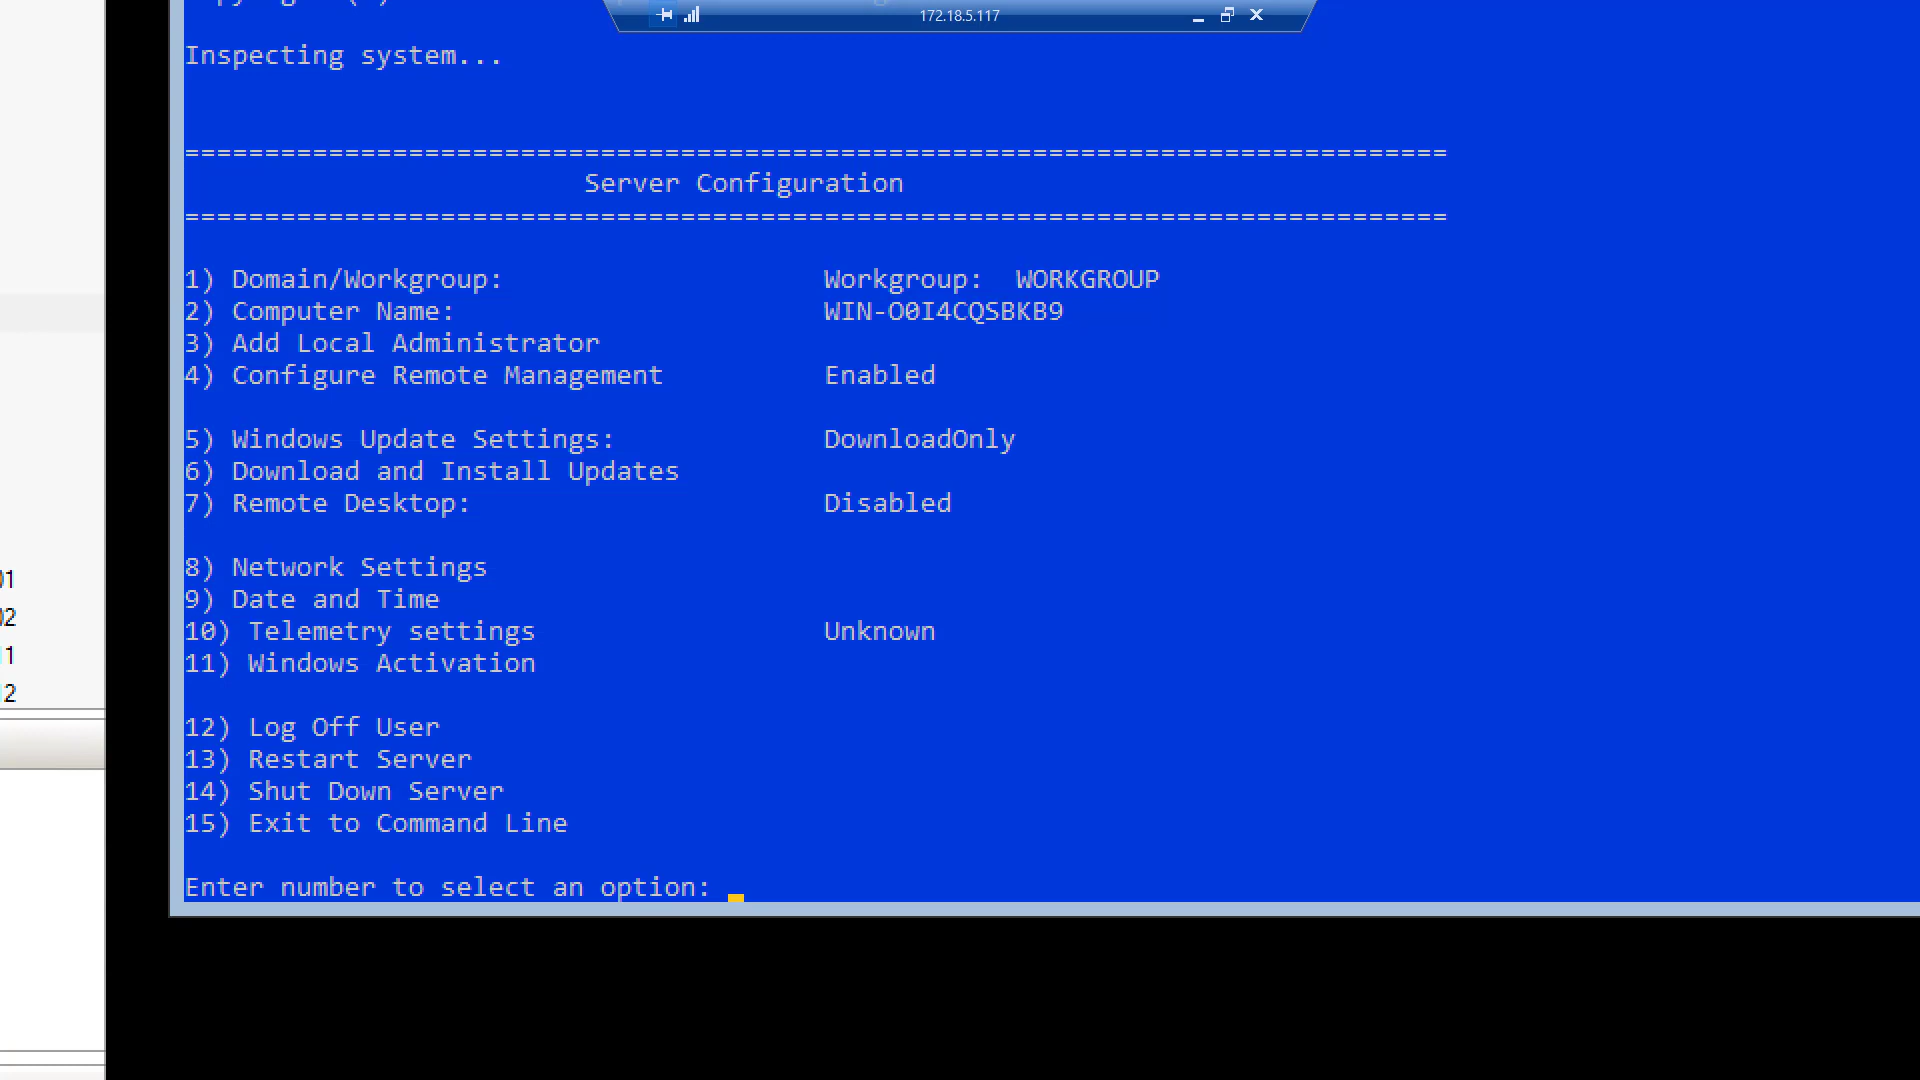 172.18.5.117
Inspecting system...
===============================================================================
Server Configuration
===============================================================================
1) Domain/Workgroup: Workgroup: WORKGROUP
2) Computer Name: WIN-O0I4CQSBKB9
3) Add Local Administrator
4) Configure Remote Management Enabled
5) Windows Update Settings: DownloadOnly
6) Download and Install Updates
7) Remote Desktop: Disabled
8) Network Settings
9) Date and Time
10) Telemetry settings Unknown
11) Windows Activation
12) Log Off User
13) Restart Server
14) Shut Down Server
15) Exit to Command Line
Enter number to select an option: